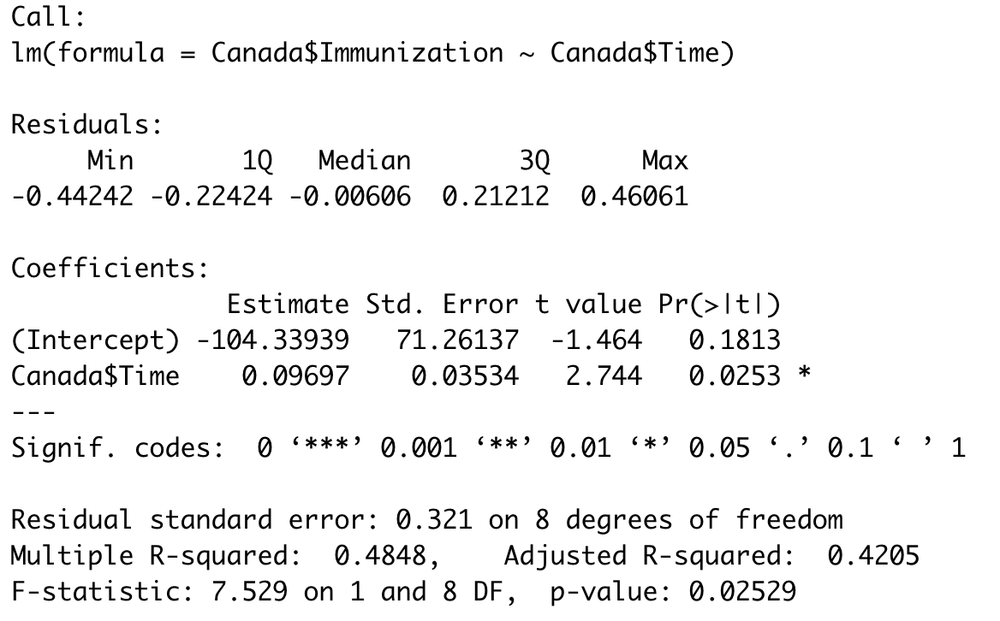 Call:
lm(formula = Canada$Immunization ~ Canada$Time)
Residuals:
     Min       1Q   Median       3Q      Max
-0.44242 -0.22424 -0.00606  0.21212  0.46061
Coefficients:
             Estimate Std. Error t value Pr(>|t|)
(Intercept) -104.33939   71.26137  -1.464   0.1813
Canada$Time    0.09697    0.03534   2.744   0.0253 *
---
Signif. codes:  0 ‘***’ 0.001 ‘**’ 0.01 ‘*’ 0.05 ‘.’ 0.1 ‘ ’ 1
Residual standard error: 0.321 on 8 degrees of freedom
Multiple R-squared:  0.4848,	Adjusted R-squared:  0.4205
F-statistic: 7.529 on 1 and 8 DF,  p-value: 0.02529